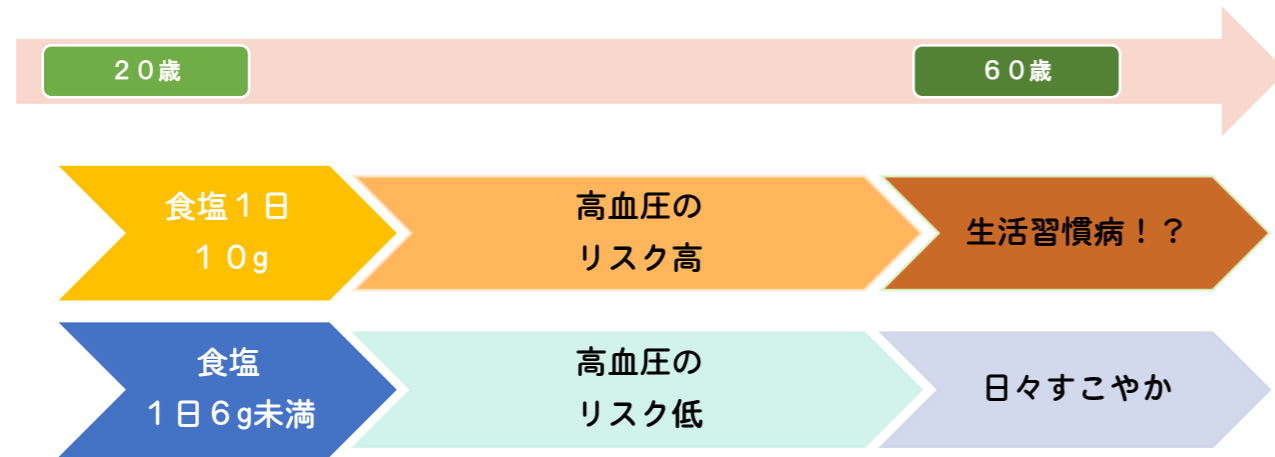 ２０歳
６０歳
食塩１日
１０g
高血圧の
リスク高
生活習慣病！？
食塩
１日６g未満
高血圧の
リスク低
日々すこやか